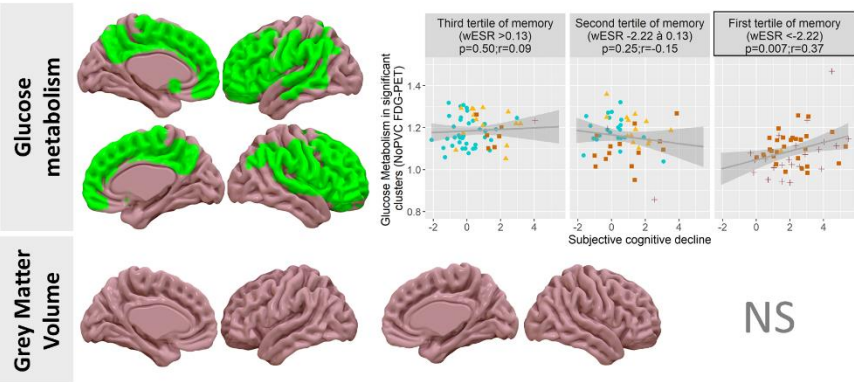 Glucose
metabolism
Glucose Metabolism in significant
clusters (NoPVC FDG-PET)
Third tertile of memory
(wESR >0.13)
p=0.50;r=0.09
Second tertile of memory
(wESR -2.22 à 0.13)
p=0.25;r=-0.15
First tertile of memory
(wESR <-2.22)
p=0.007;r=0.37
1.4
1.2
1.0
0.8
-2 0 2 4
-2 0 2 4
-2 0 2 4
Subjective cognitive decline
Grey Matter
Volume
NS